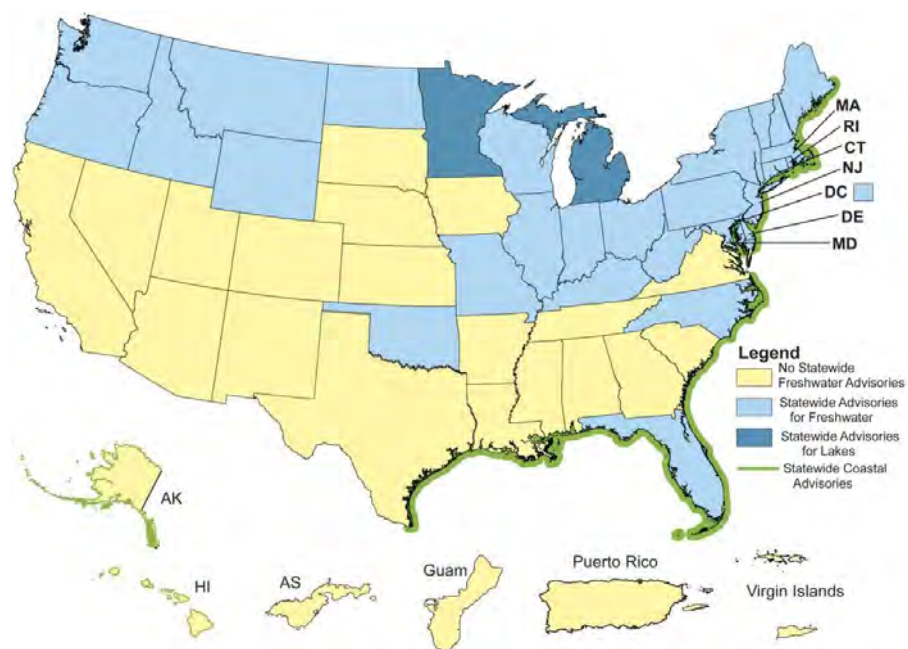 MA
RI
CT
NJ
DC
DE
MD
Legend
No Statewide
Freshwater Advisories
Statewide Advisories
for Freshwater
Statewide Advisories
for Lakes
Statewide Coastal
Advisories
AK
HI
AS
Guam
Puerto Rico
Virgin Islands